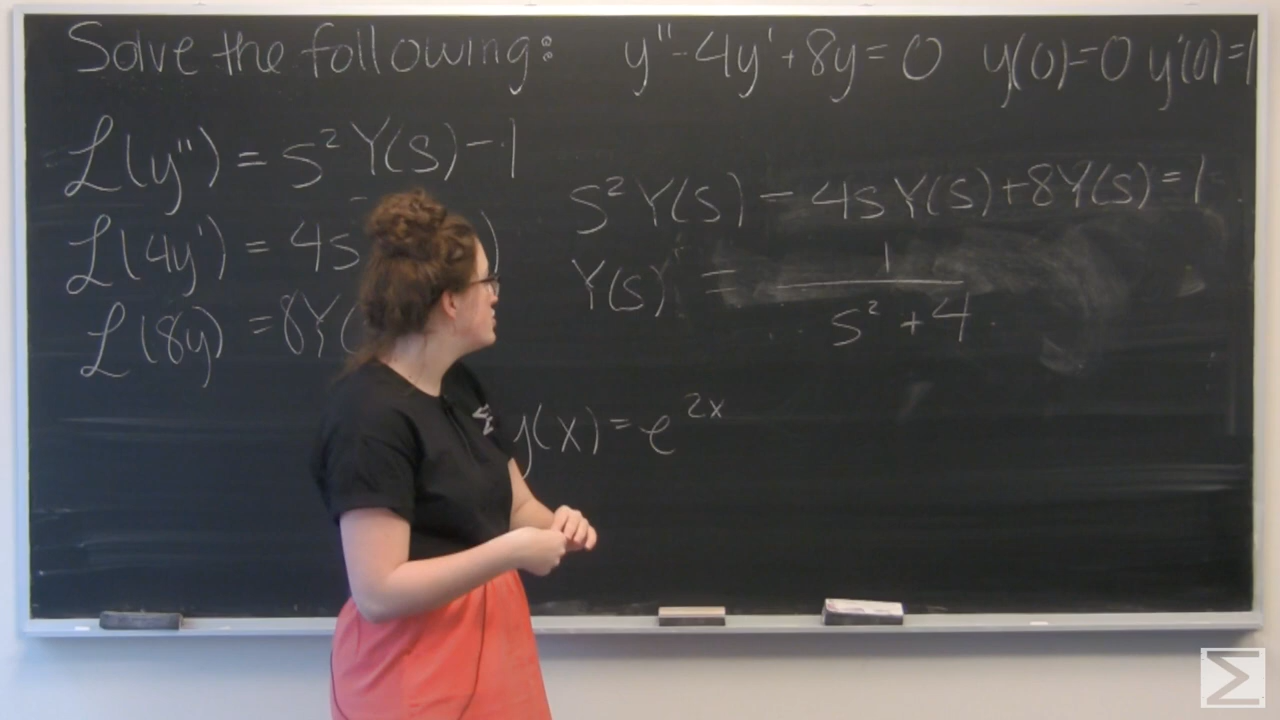 Solve the following: y''-4y'+8y=0 y(0)=0 y'(0)=1
ℒ(y'') = s²Y(s)-1
s²Y(s)-4sY(s)+8Y(s)=1
ℒ(4y') = 4s )
Y(s) = 1/(s²+4)
ℒ(8y) = 8Y(
y(x)=e^{2x}
Σ